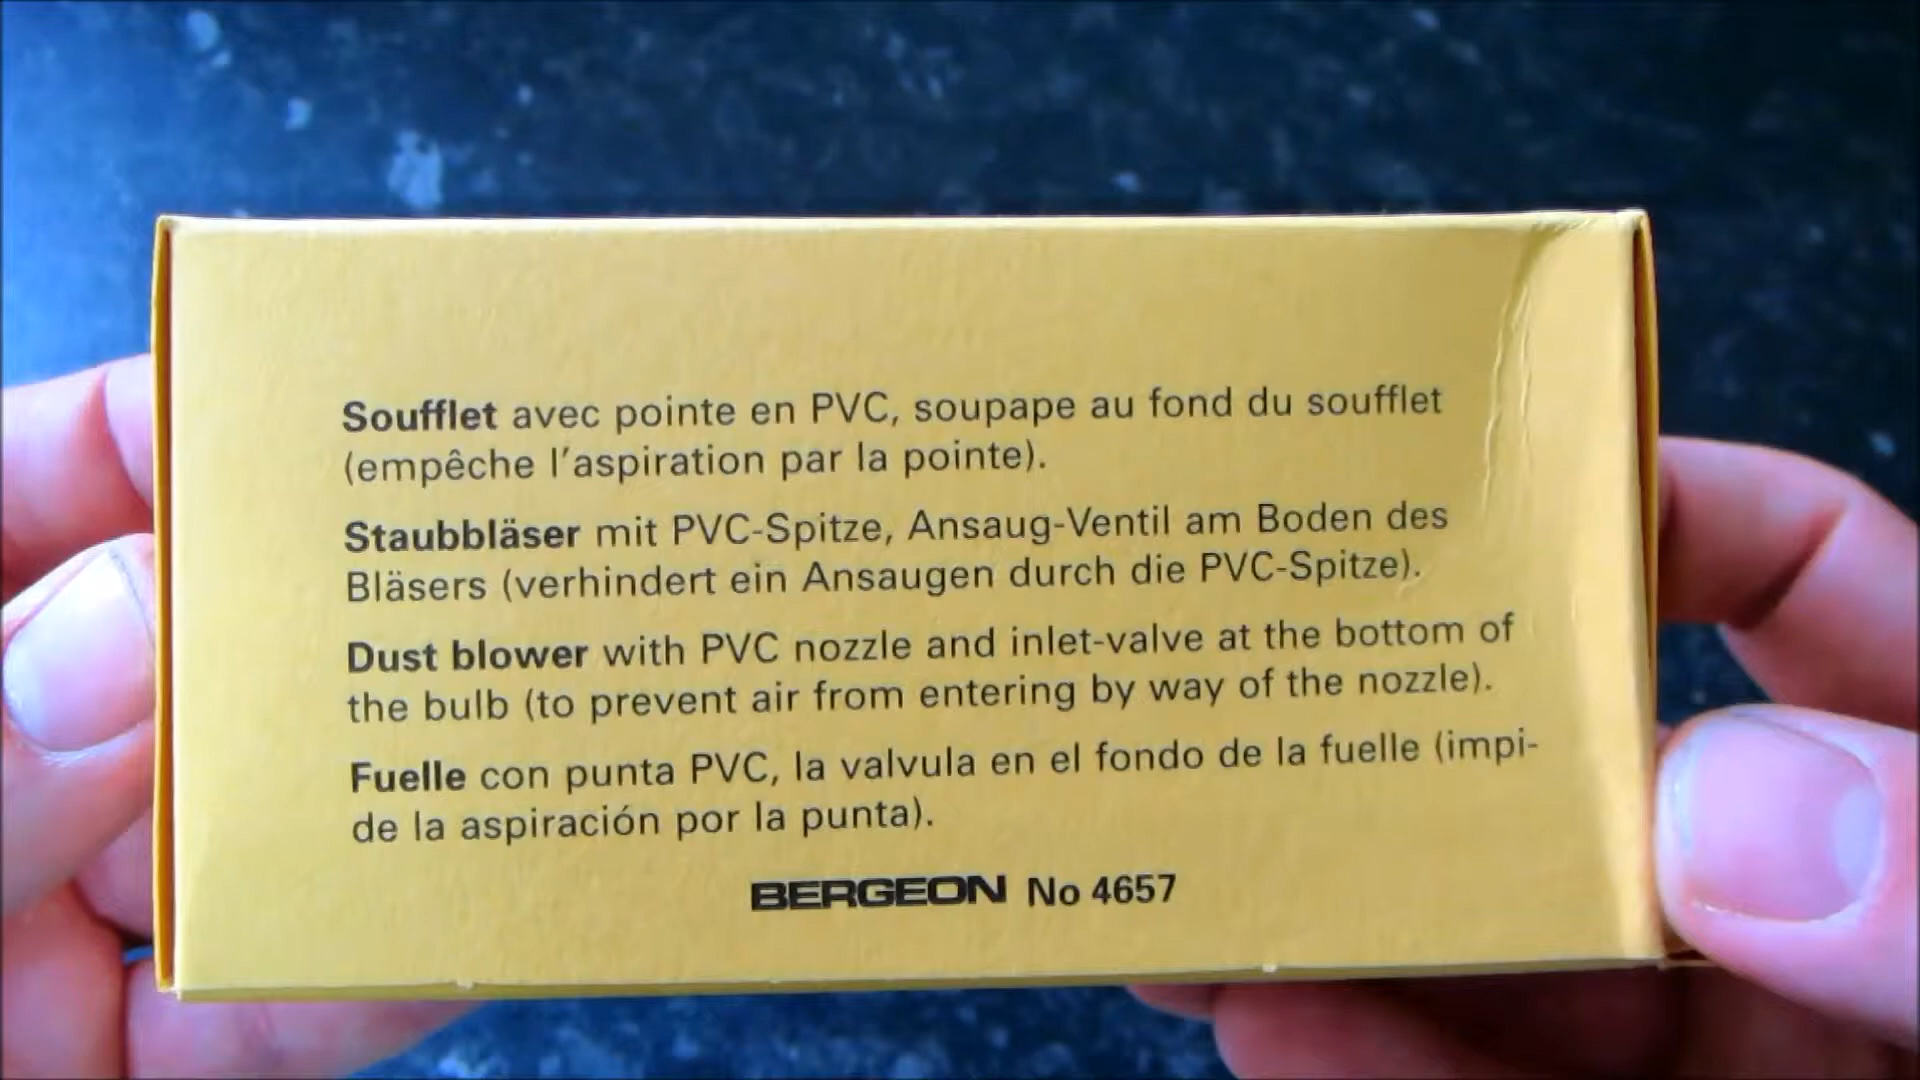 Soufflet avec pointe en PVC, soupape au fond du soufflet
(empêche l'aspiration par la pointe).
Staubbläser mit PVC-Spitze, Ansaug-Ventil am Boden des
Bläsers (verhindert ein Ansaugen durch die PVC-Spitze).
Dust blower with PVC nozzle and inlet-valve at the bottom of
the bulb (to prevent air from entering by way of the nozzle).
Fuelle con punta PVC, la valvula en el fondo de la fuelle (impi-
de la aspiración por la punta).
BERGEON No 4657